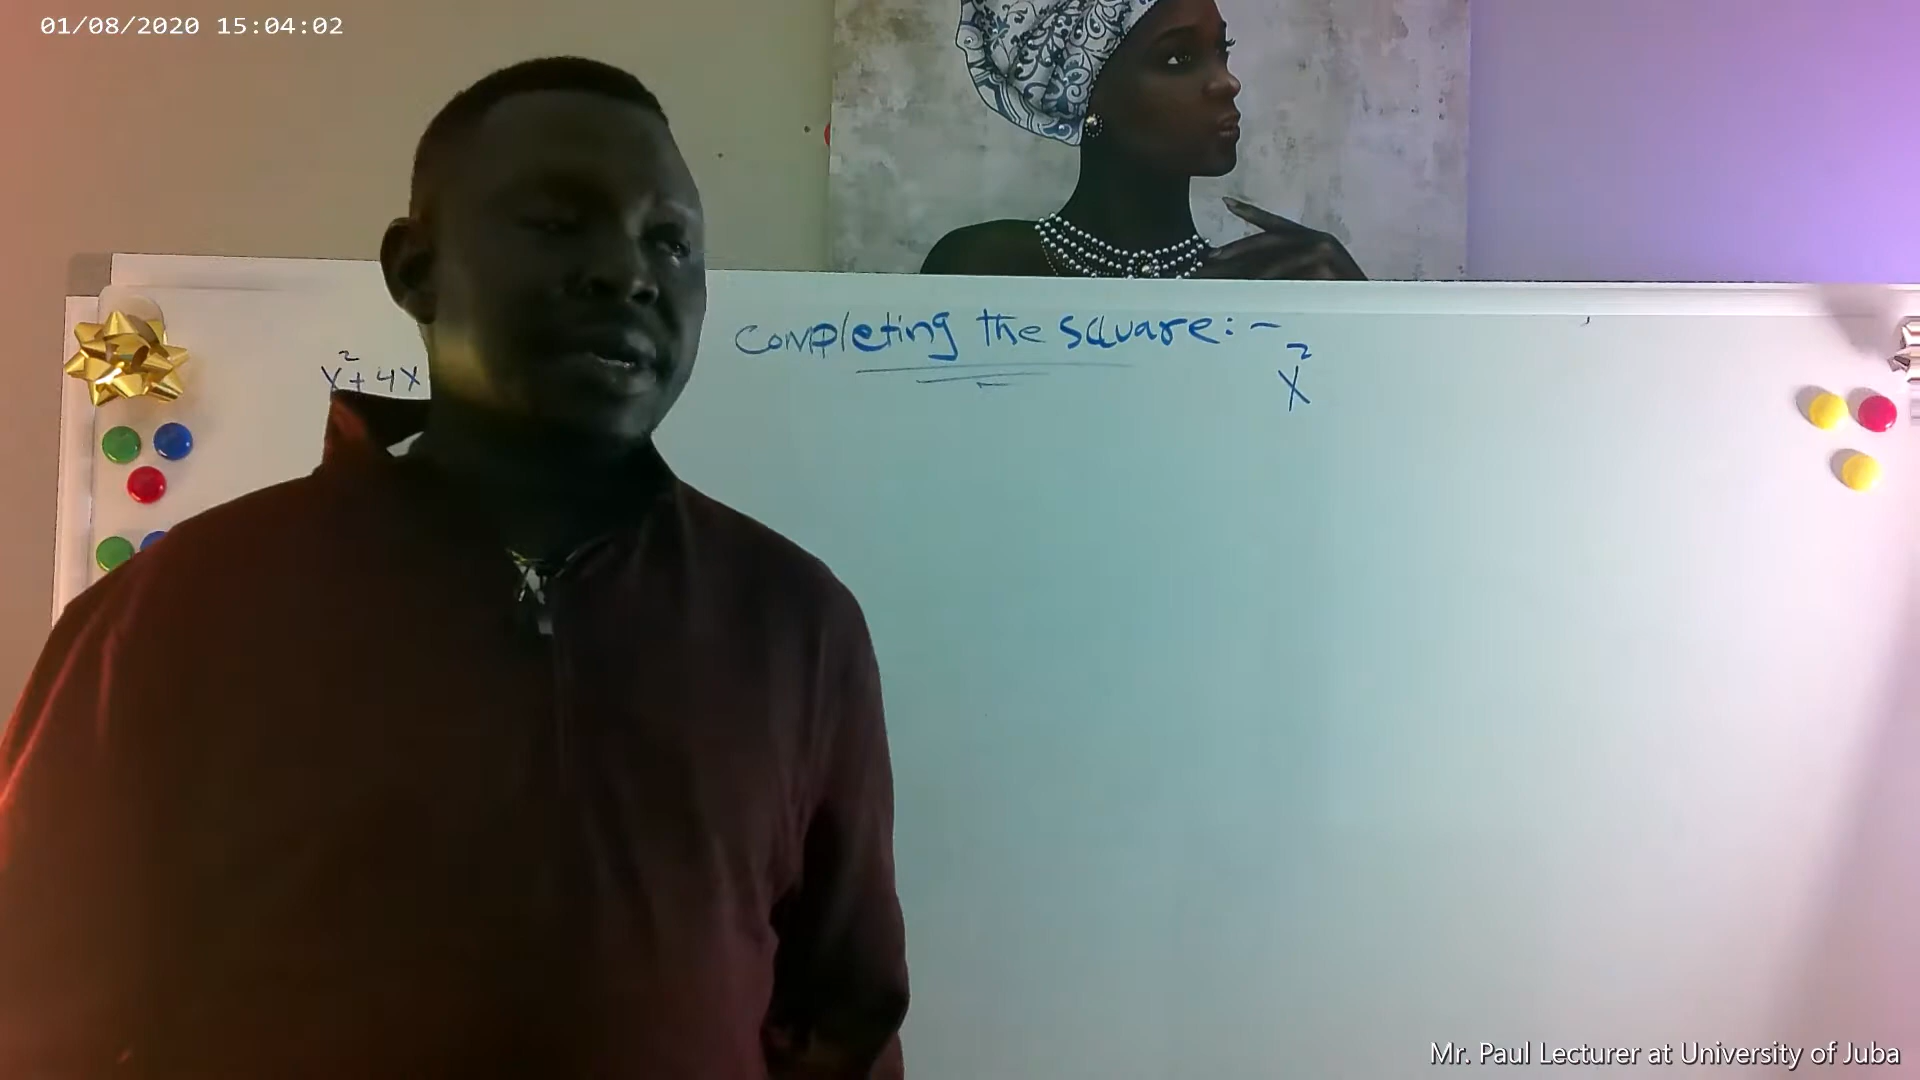 01/08/2020 15:04:02
Completing the square:-
x²+4x
x²
Mr. Paul Lecturer at University of Juba